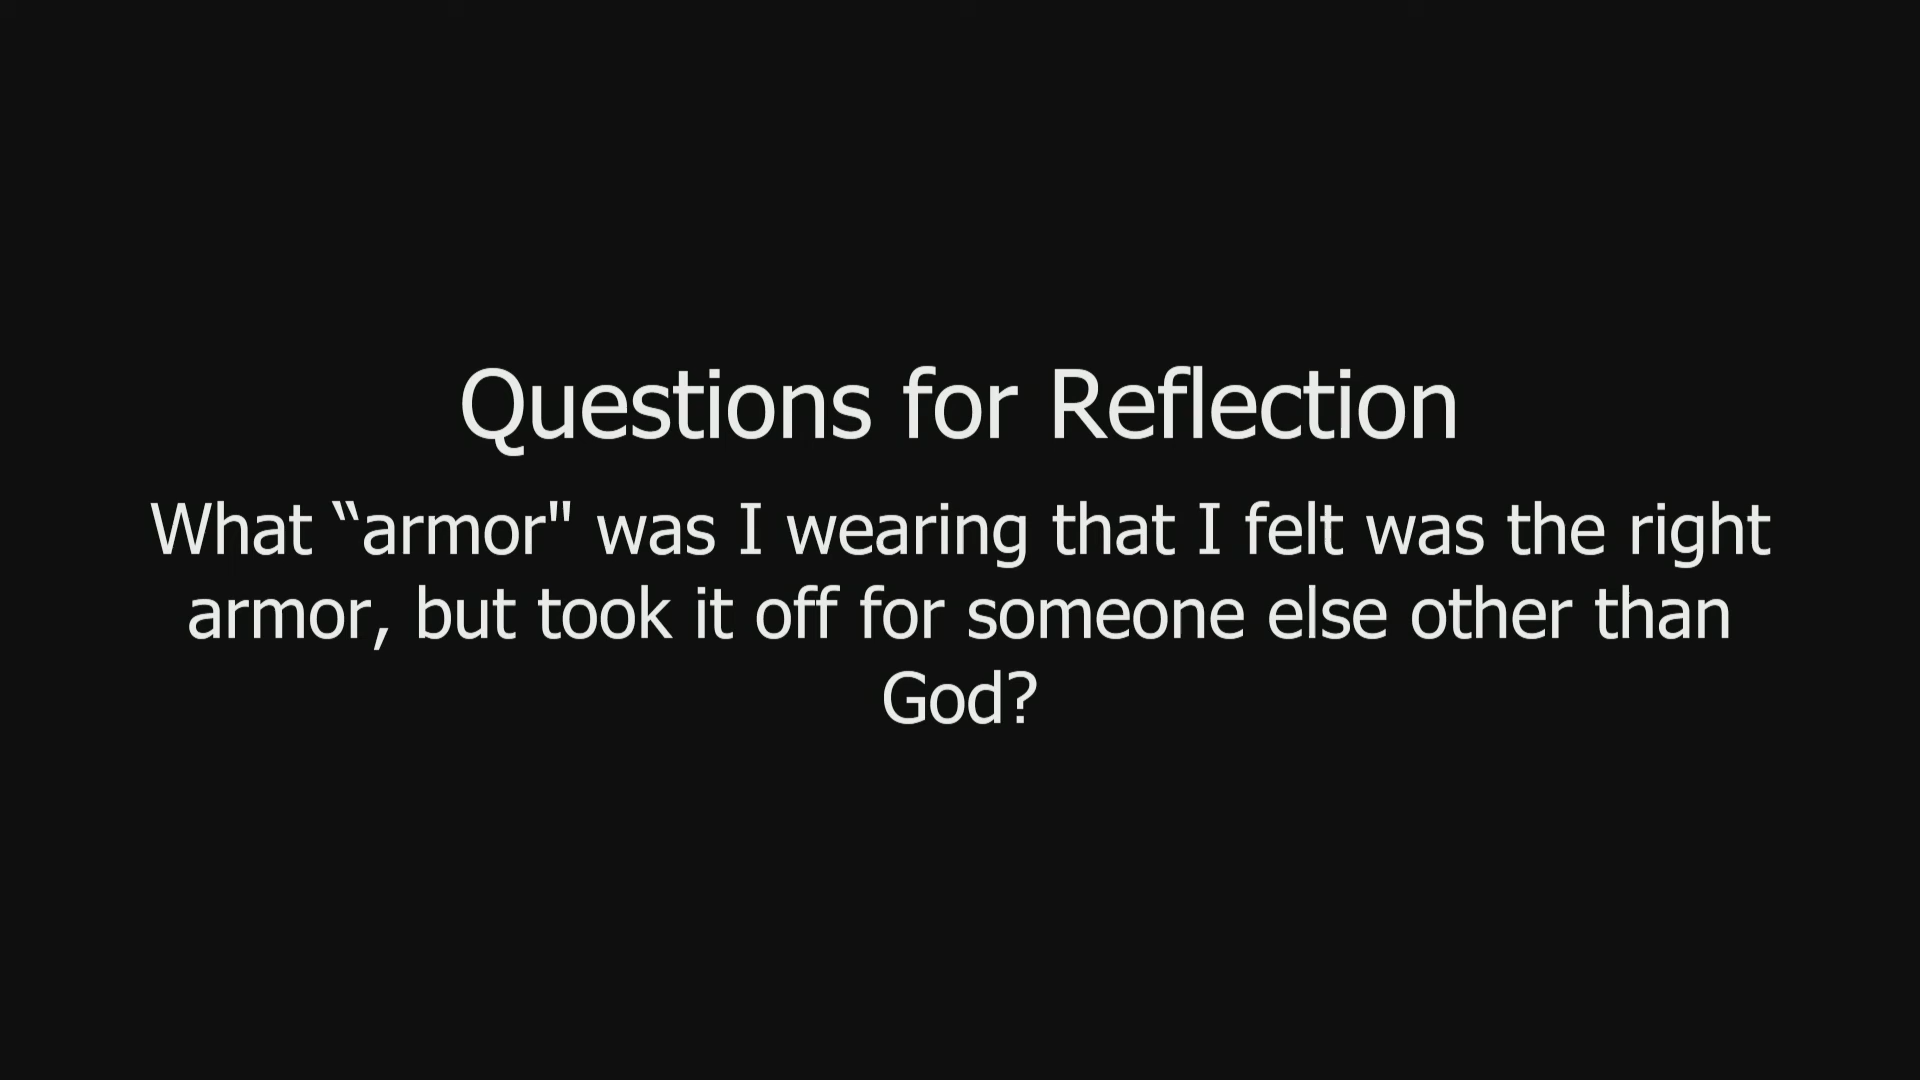 Questions for Reflection
What “armor" was I wearing that I felt was the right
armor, but took it off for someone else other than
God?